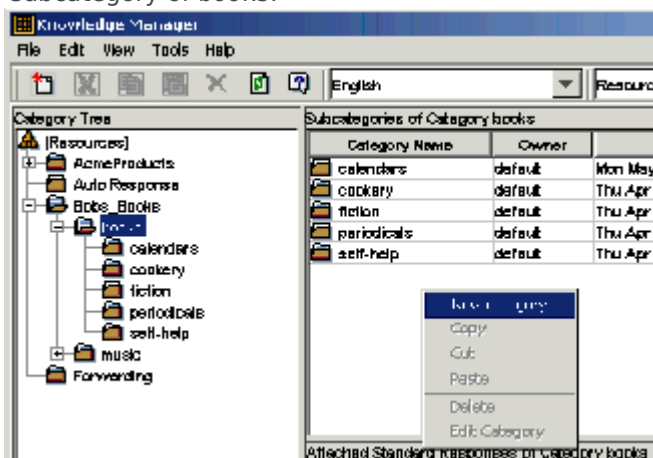 Subcategory of books.
Knowledge Manager
File Edit View Tools Help
English
Resourc
Category Tree
Subcategories of Category books
[Resources]
AcmeProducts
Auto Response
Bobs_Books
books
calendars
cookery
fiction
periodicals
self-help
music
Forwarding
Category Name Owner
calendars default Mon May
cookery default Thu Apr
fiction default Thu Apr
periodicals default Thu Apr
self-help default Thu Apr
Copy
Cut
Paste
Delete
Edit Category
Attached Standard Responses of Category books